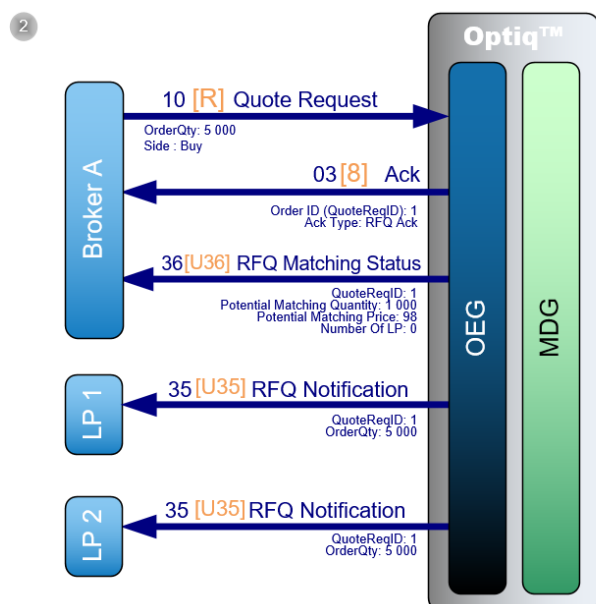 2
Optiq™
10 [R] Quote Request
OrderQty: 5 000
Side : Buy
03 [8] Ack
Order ID (QuoteReqID): 1
Ack Type: RFQ Ack
Broker A
36 [U36] RFQ Matching Status
QuoteReqID: 1
Potential Matching Quantity: 1 000
Potential Matching Price: 98
Number Of LP: 0
OEG
MDG
LP 1
35 [U35] RFQ Notification
QuoteReqID: 1
OrderQty: 5 000
LP 2
35 [U35] RFQ Notification
QuoteReqID: 1
OrderQty: 5 000